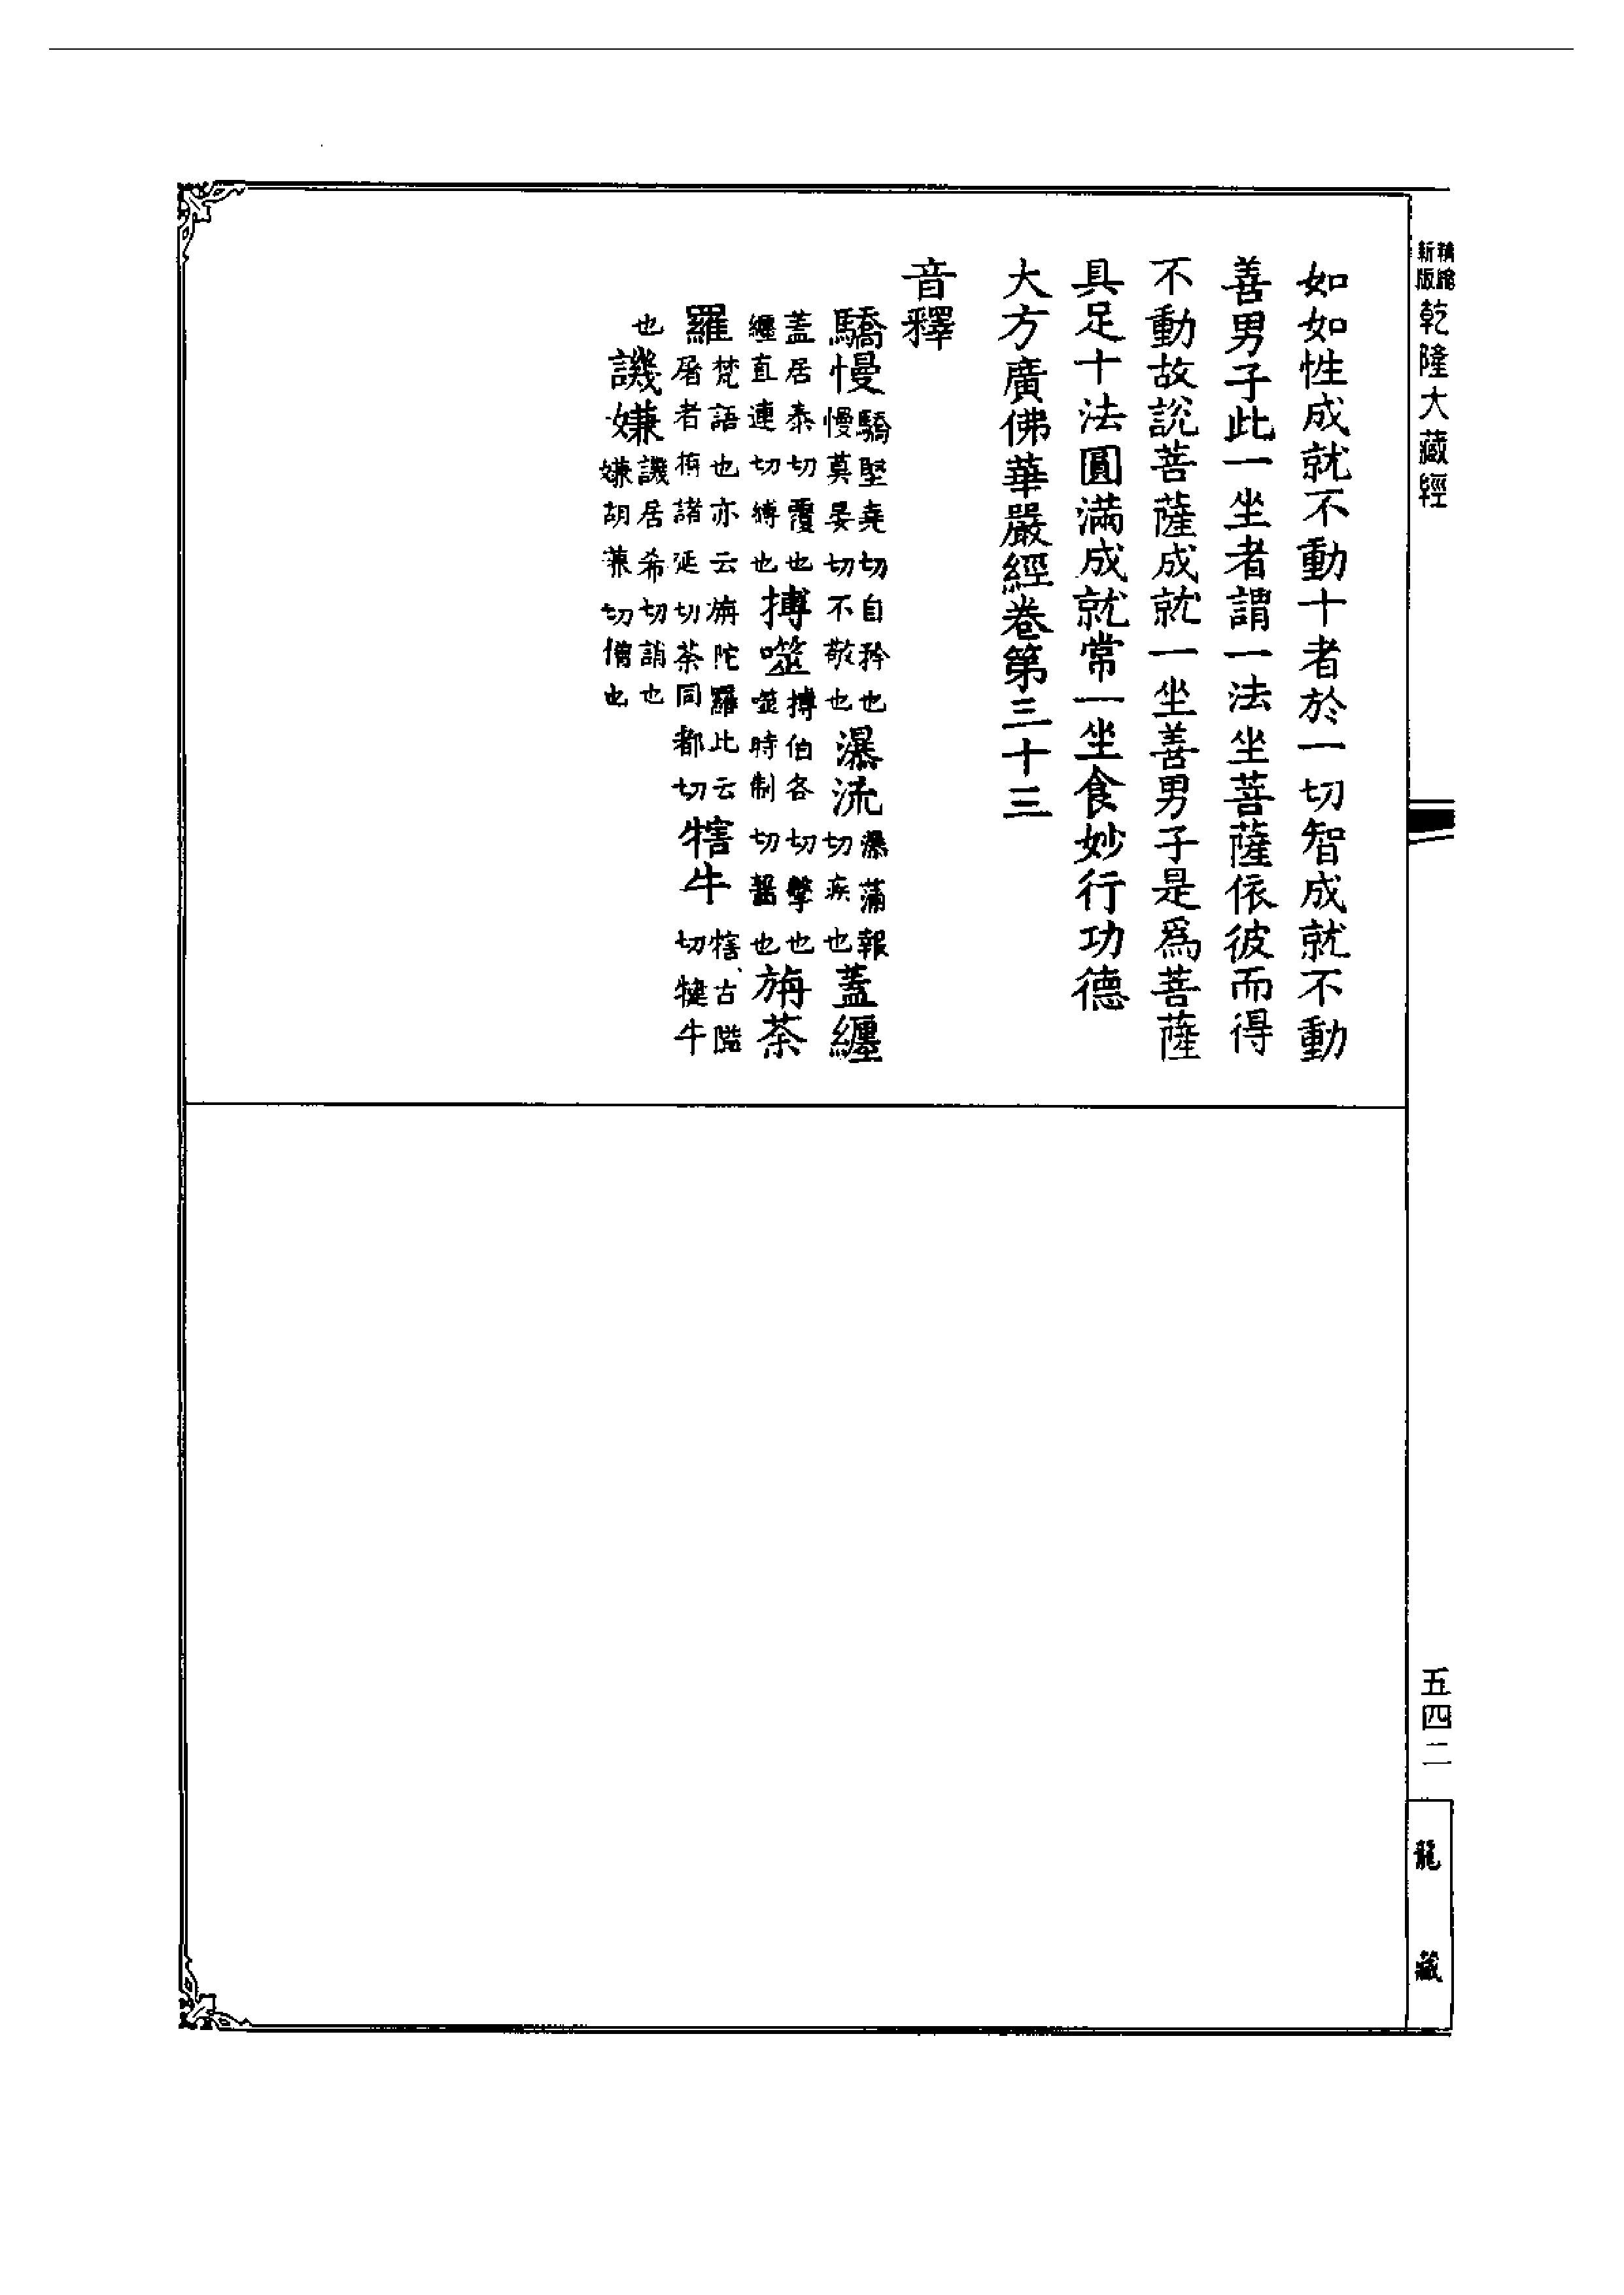 新版精縮乾隆大藏經
如如性成就不動十者於一切智成就不動
善男子此一坐者謂一法坐菩薩依彼而得
不動故說菩薩成就一坐善男子是爲菩薩
具足十法圓滿成就常一坐食妙行功德
大方廣佛華嚴經卷第三十三
音釋
驕慢驕堅堯切自矜也慢莫晏切不敬也瀑流瀑蒲報切疾也蓋纏
蓋居泰切覆也纏直連切縛也搏噬搏伯各切擊也噬時制切齧也旃荼
羅梵語也亦云旃陀羅此云屠者旃諸延切荼同都切犗牛犗古隘切犍牛
也譏嫌譏居希切誚也嫌胡兼切憎也
五四二
龍藏